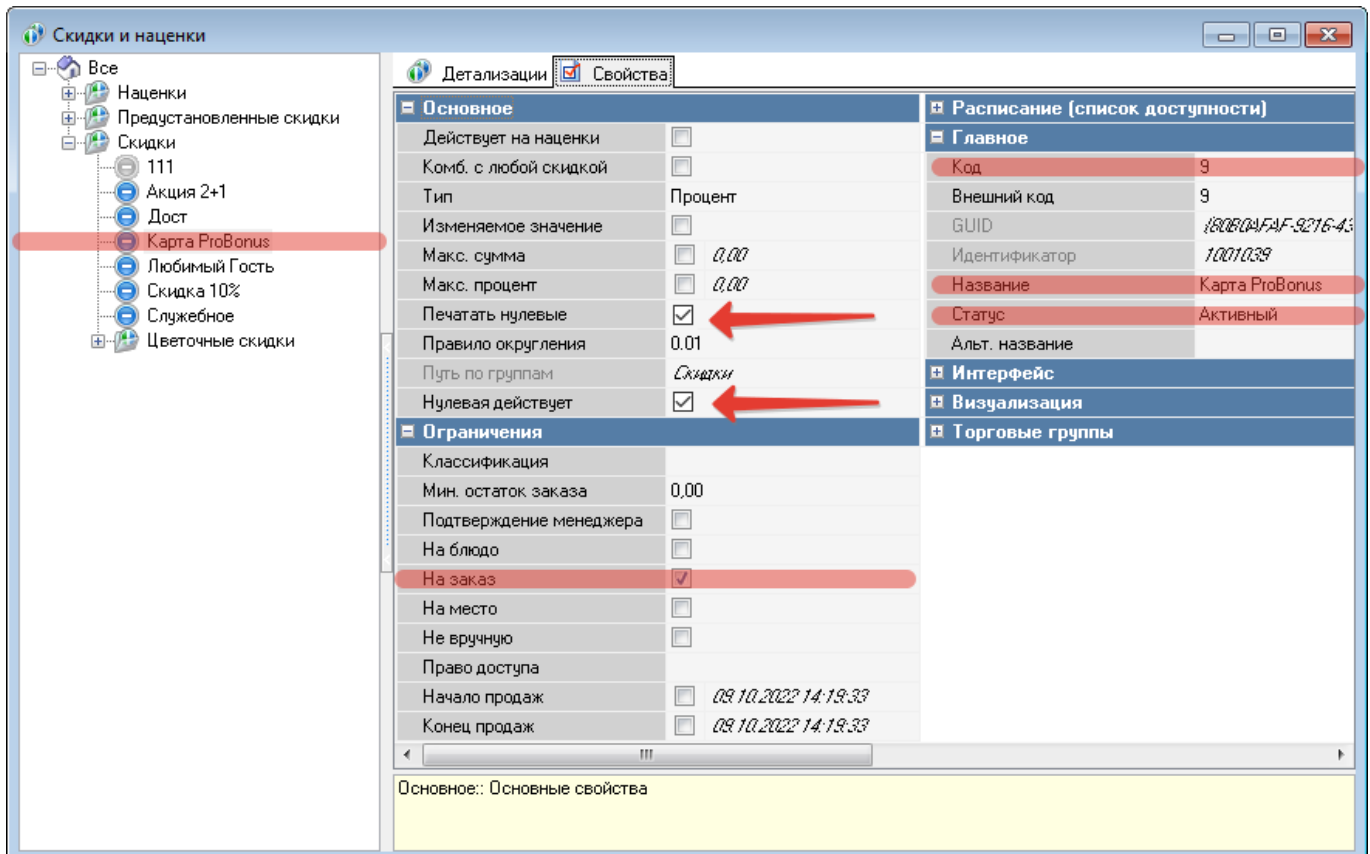 Скидки и наценки
Все
Наценки
Предустановленные скидки
Скидки
111
Акция 2+1
Дост
Карта ProBonus
Любимый Гость
Скидка 10%
Служебное
Цветочные скидки
Детализации Свойства
Основное
Действует на наценки
Комб. с любой скидкой
Тип Процент
Изменяемое значение
Макс. сумма 0,00
Макс. процент 0,00
Печатать нулевые
Правило округления 0.01
Путь по группам Скидки
Нулевая действует
Ограничения
Классификация
Мин. остаток заказа 0,00
Подтверждение менеджера
На блюдо
На заказ
На место
Не вручную
Право доступа
Начало продаж 09.10.2022 14:19:33
Конец продаж 09.10.2022 14:19:33
Расписание (список доступности)
Главное
Код 9
Внешний код 9
GUID {80B0AFAF-9216-43
Идентификатор 1001039
Название Карта ProBonus
Статус Активный
Альт. название
Интерфейс
Визуализация
Торговые группы
Основное:: Основные свойства